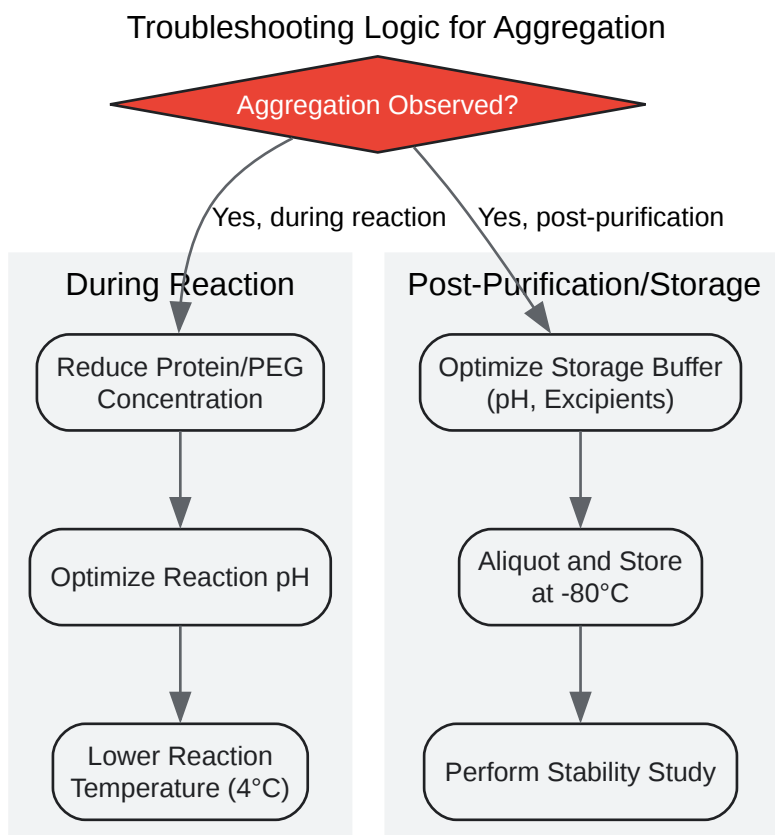 Troubleshooting Logic for Aggregation
Aggregation Observed?
Yes, during reaction
Yes, post-purification
During Reaction
Reduce Protein/PEG
Concentration
Optimize Reaction pH
Lower Reaction
Temperature (4°C)
Post-Purification/Storage
Optimize Storage Buffer
(pH, Excipients)
Aliquot and Store
at -80°C
Perform Stability Study